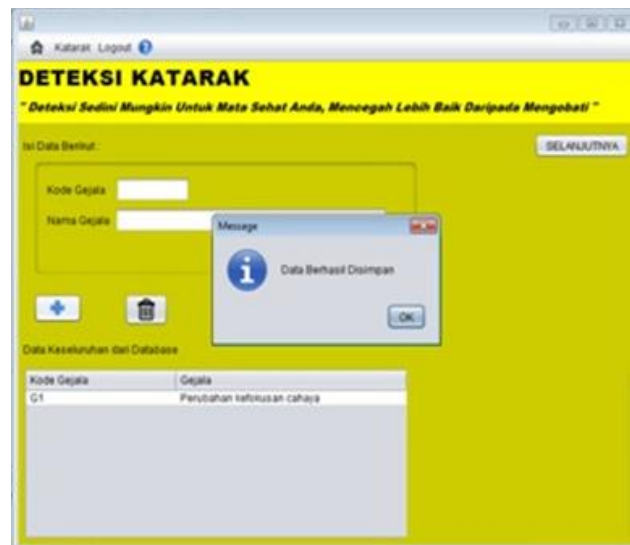 Katarak Logout
DETEKSI KATARAK
" Deteksi Sedini Mungkin Untuk Mata Sehat Anda, Mencegah Lebih Baik Daripada Mengobati "
Isi Data Berikut :
SELANJUTNYA
Kode Gejala
Nama Gejala
Message
Data Berhasil Disimpan
OK
Data Keseluruhan dari Database
Kode Gejala Gejala
G1 Perubahan kefokusan cahaya